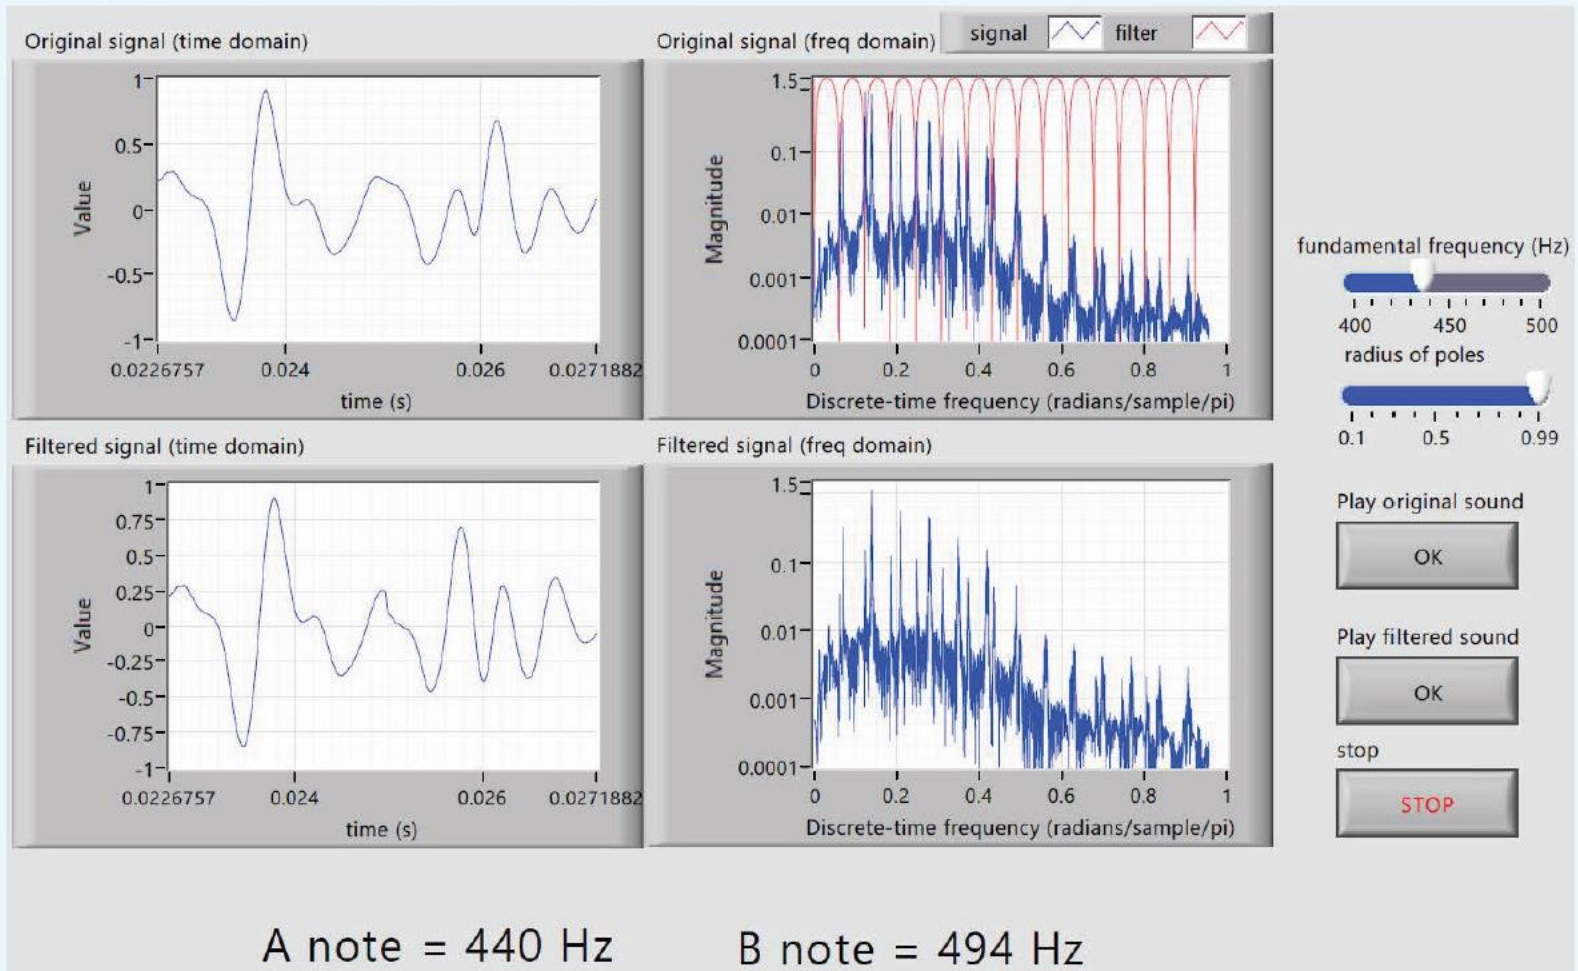 Original signal (time domain)
Value
1
0.5
0
-0.5
-1
0.0226757 0.024 0.026 0.0271882
time (s)
Original signal (freq domain)
signal filter
Magnitude
1.5
0.1
0.01
0.001
0.0001
0 0.2 0.4 0.6 0.8 1
Discrete-time frequency (radians/sample/pi)
fundamental frequency (Hz)
400 450 500
radius of poles
0.1 0.5 0.99
Filtered signal (time domain)
Value
1
0.75
0.5
0.25
0
-0.25
-0.5
-0.75
-1
0.0226757 0.024 0.026 0.0271882
time (s)
Filtered signal (freq domain)
Magnitude
1.5
0.1
0.01
0.001
0.0001
0 0.2 0.4 0.6 0.8 1
Discrete-time frequency (radians/sample/pi)
Play original sound
OK
Play filtered sound
OK
stop
STOP
A note = 440 Hz B note = 494 Hz